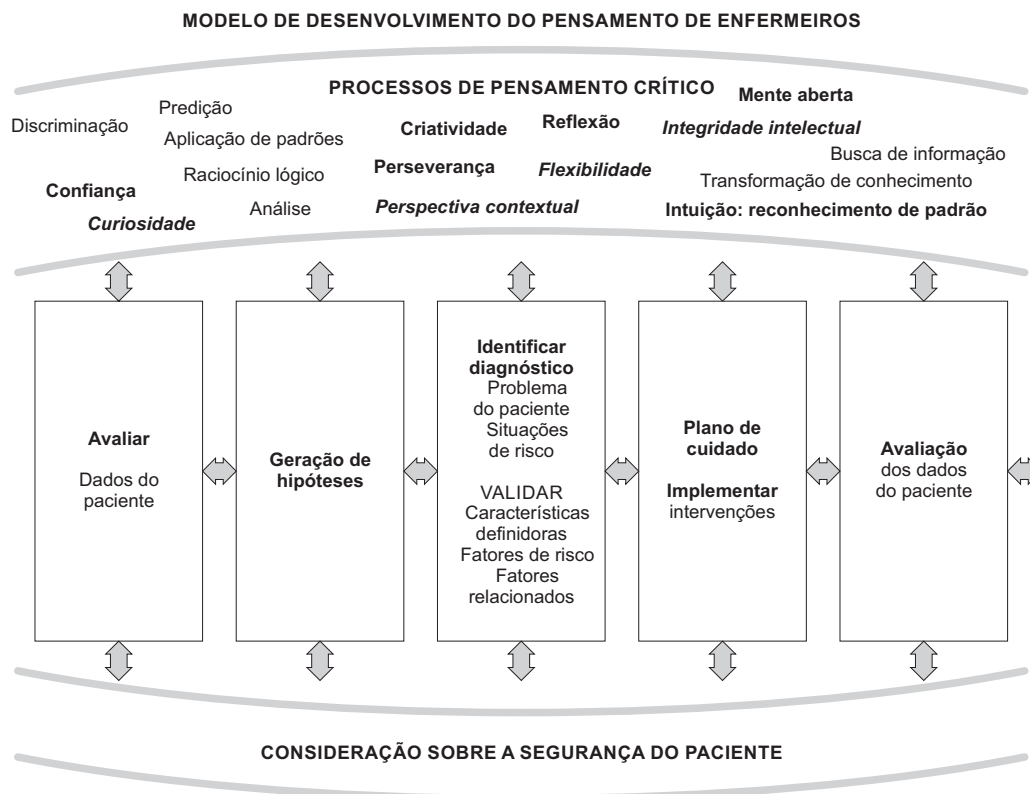 MODELO DE DESENVOLVIMENTO DO PENSAMENTO DE ENFERMEIROS
PROCESSOS DE PENSAMENTO CRÍTICO
Mente aberta
Predição
Discriminação
Criatividade
Reflexão
Integridade intelectual
Aplicação de padrões
Busca de informação
Perseverança
Flexibilidade
Raciocínio lógico
Transformação de conhecimento
Confiança
Análise
Perspectiva contextual
Intuição: reconhecimento de padrão
Curiosidade
Avaliar
Dados do
paciente
Geração de
hipóteses
Identificar
diagnóstico
Problema
do paciente
Situações
de risco
VALIDAR
Características
definidoras
Fatores de risco
Fatores
relacionados
Plano de
cuidado
Implementar
intervenções
Avaliação
dos dados
do paciente
CONSIDERAÇÃO SOBRE A SEGURANÇA DO PACIENTE